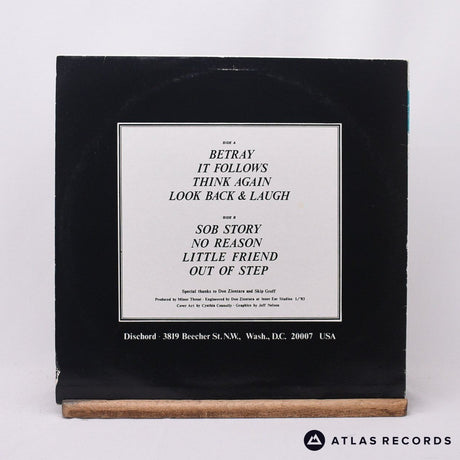 SIDE A
BETRAY
IT FOLLOWS
THINK AGAIN
LOOK BACK & LAUGH
SIDE B
SOB STORY
NO REASON
LITTLE FRIEND
OUT OF STEP
Special thanks to Don Zientara and Skip Groff
Produced by Minor Threat · Engineered by Don Zientara at Inner Ear Studios 1/'83
Cover Art by Cynthia Connolly · Graphics by Jeff Nelson
Dischord · 3819 Beecher St. N.W., Wash., D.C. 20007 USA
ATLAS RECORDS